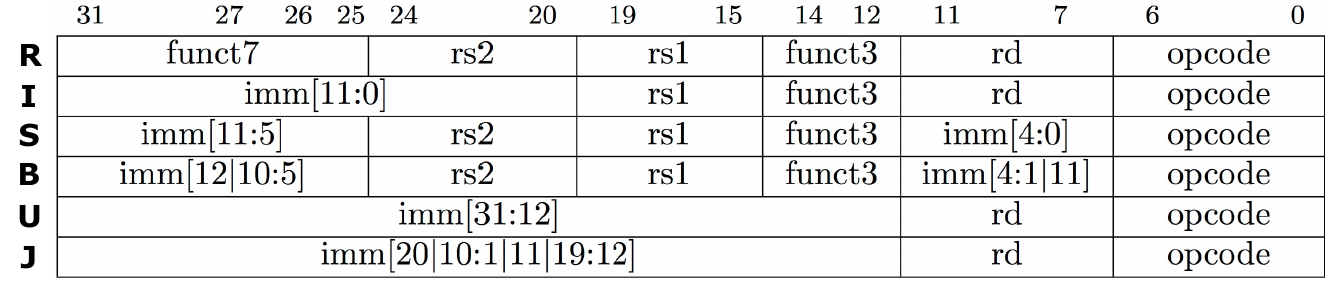 31 27 26 25 24 20 19 15 14 12 11 7 6 0
R funct7 rs2 rs1 funct3 rd opcode
I imm[11:0] rs1 funct3 rd opcode
S imm[11:5] rs2 rs1 funct3 imm[4:0] opcode
B imm[12|10:5] rs2 rs1 funct3 imm[4:1|11] opcode
U imm[31:12] rd opcode
J imm[20|10:1|11|19:12] rd opcode